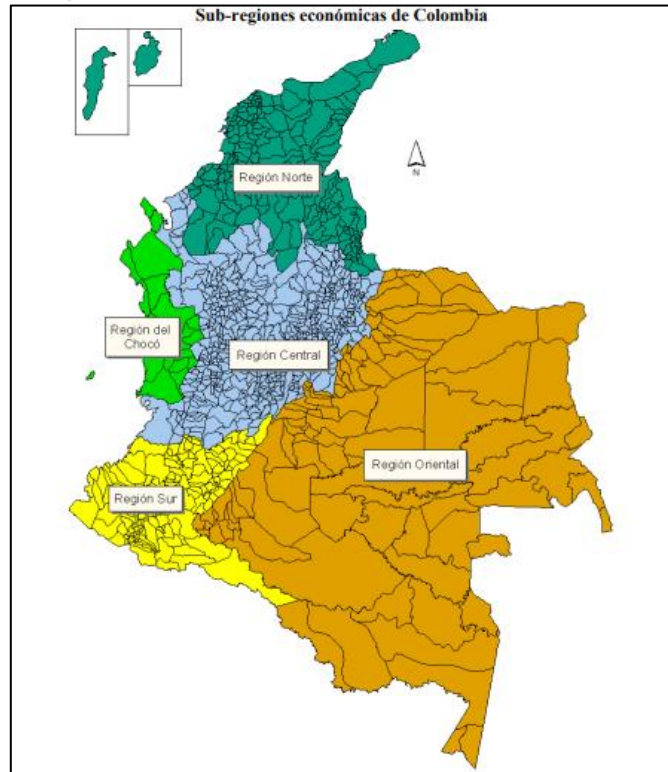 Sub-regiones económicas de Colombia
N
Región Norte
Región del
Chocó
Región Central
Región Oriental
Región Sur